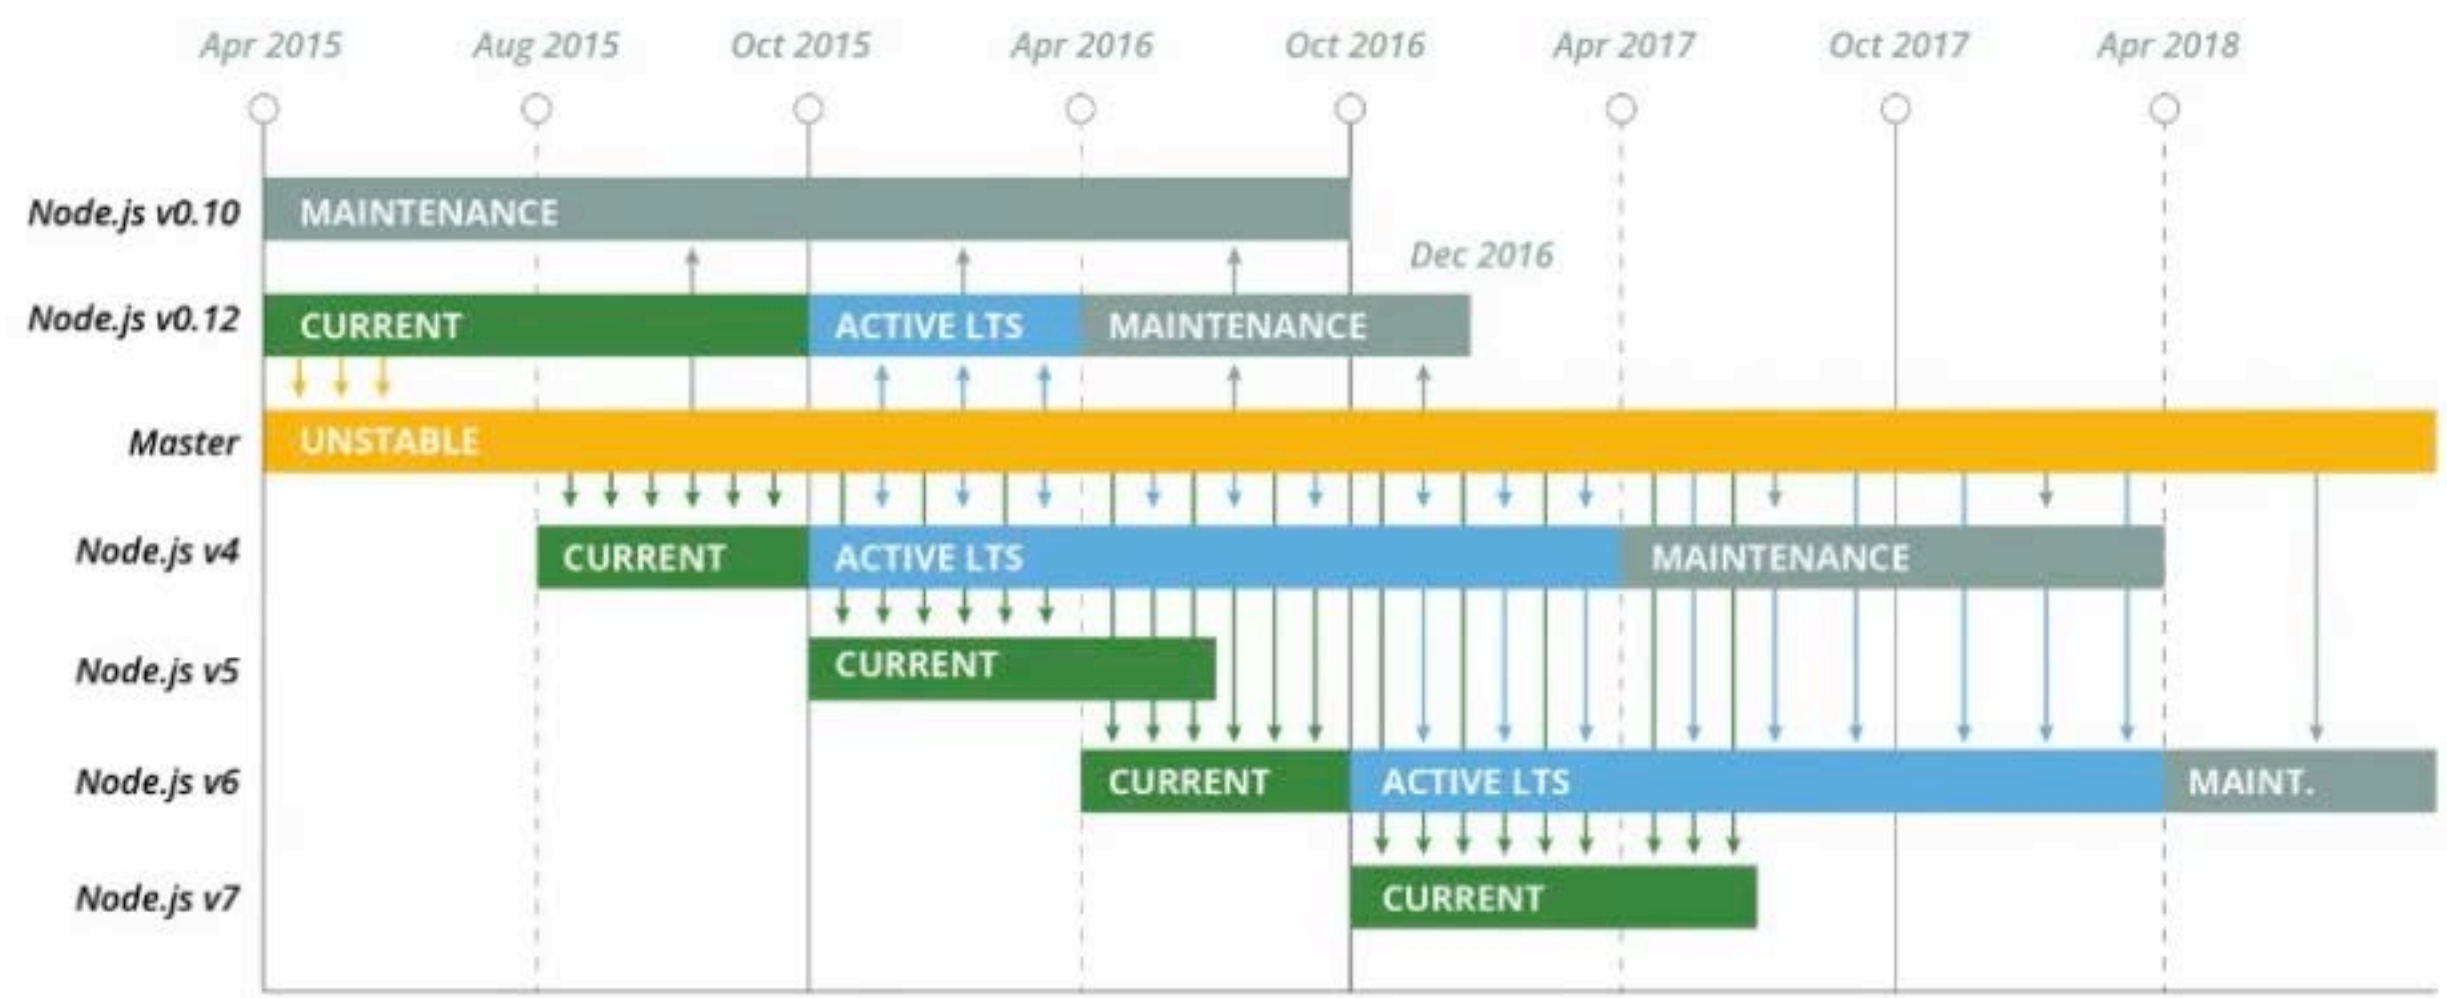 Apr 2015 Aug 2015 Oct 2015 Apr 2016 Oct 2016 Apr 2017 Oct 2017 Apr 2018
Node.js v0.10 MAINTENANCE
Dec 2016
Node.js v0.12 CURRENT ACTIVE LTS MAINTENANCE
Master UNSTABLE
Node.js v4 CURRENT ACTIVE LTS MAINTENANCE
Node.js v5 CURRENT
Node.js v6 CURRENT ACTIVE LTS MAINT.
Node.js v7 CURRENT